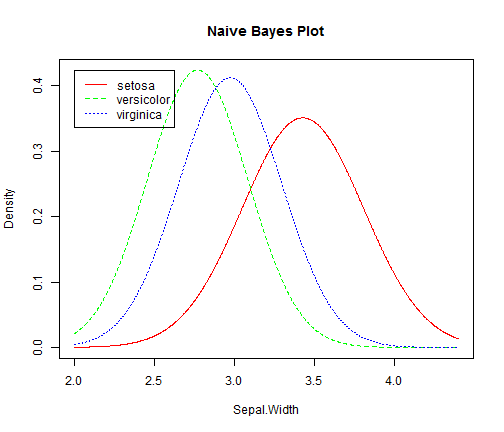 Naive Bayes Plot
setosa
versicolor
virginica
Density
0.0
0.1
0.2
0.3
0.4
2.0 2.5 3.0 3.5 4.0
Sepal.Width